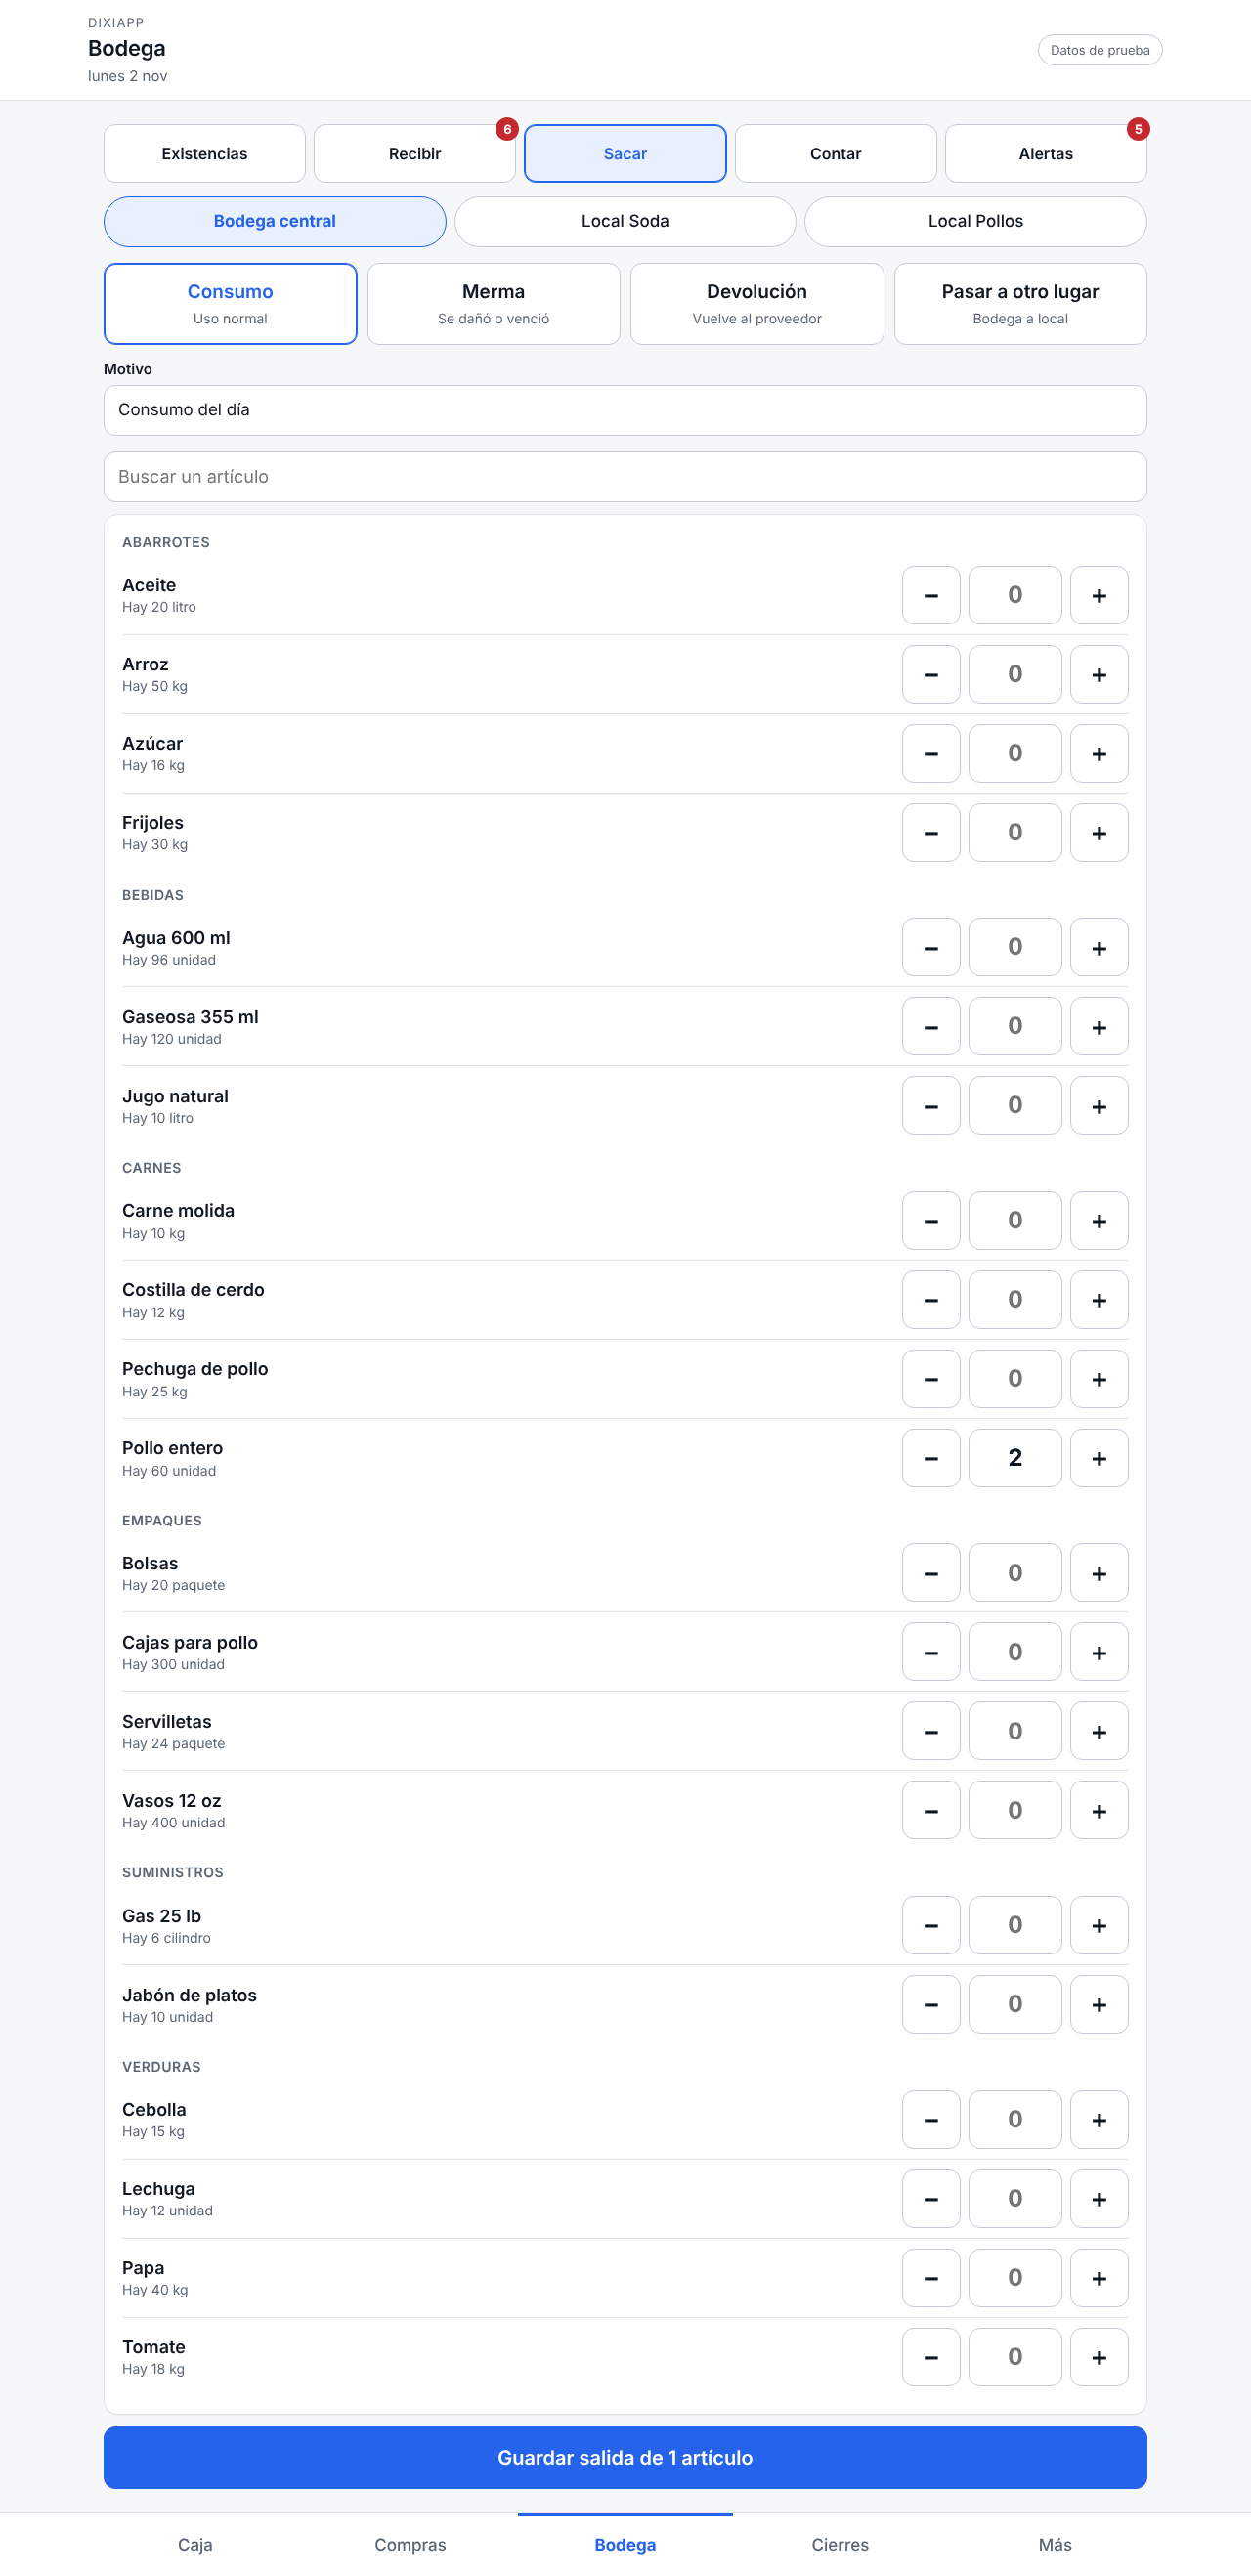 DIXIAPP
Bodega
lunes 2 nov
Datos de prueba
Existencias
Recibir
6
Sacar
Contar
Alertas
5
Bodega central
Local Soda
Local Pollos
Consumo
Uso normal
Merma
Se dañó o venció
Devolución
Vuelve al proveedor
Pasar a otro lugar
Bodega a local
Motivo
Consumo del día
Buscar un artículo
ABARROTES
Aceite
Hay 20 litro
− 0 +
Arroz
Hay 50 kg
− 0 +
Azúcar
Hay 16 kg
− 0 +
Frijoles
Hay 30 kg
− 0 +
BEBIDAS
Agua 600 ml
Hay 96 unidad
− 0 +
Gaseosa 355 ml
Hay 120 unidad
− 0 +
Jugo natural
Hay 10 litro
− 0 +
CARNES
Carne molida
Hay 10 kg
− 0 +
Costilla de cerdo
Hay 12 kg
− 0 +
Pechuga de pollo
Hay 25 kg
− 0 +
Pollo entero
Hay 60 unidad
− 2 +
EMPAQUES
Bolsas
Hay 20 paquete
− 0 +
Cajas para pollo
Hay 300 unidad
− 0 +
Servilletas
Hay 24 paquete
− 0 +
Vasos 12 oz
Hay 400 unidad
− 0 +
SUMINISTROS
Gas 25 lb
Hay 6 cilindro
− 0 +
Jabón de platos
Hay 10 unidad
− 0 +
VERDURAS
Cebolla
Hay 15 kg
− 0 +
Lechuga
Hay 12 unidad
− 0 +
Papa
Hay 40 kg
− 0 +
Tomate
Hay 18 kg
− 0 +
Guardar salida de 1 artículo
Caja
Compras
Bodega
Cierres
Más